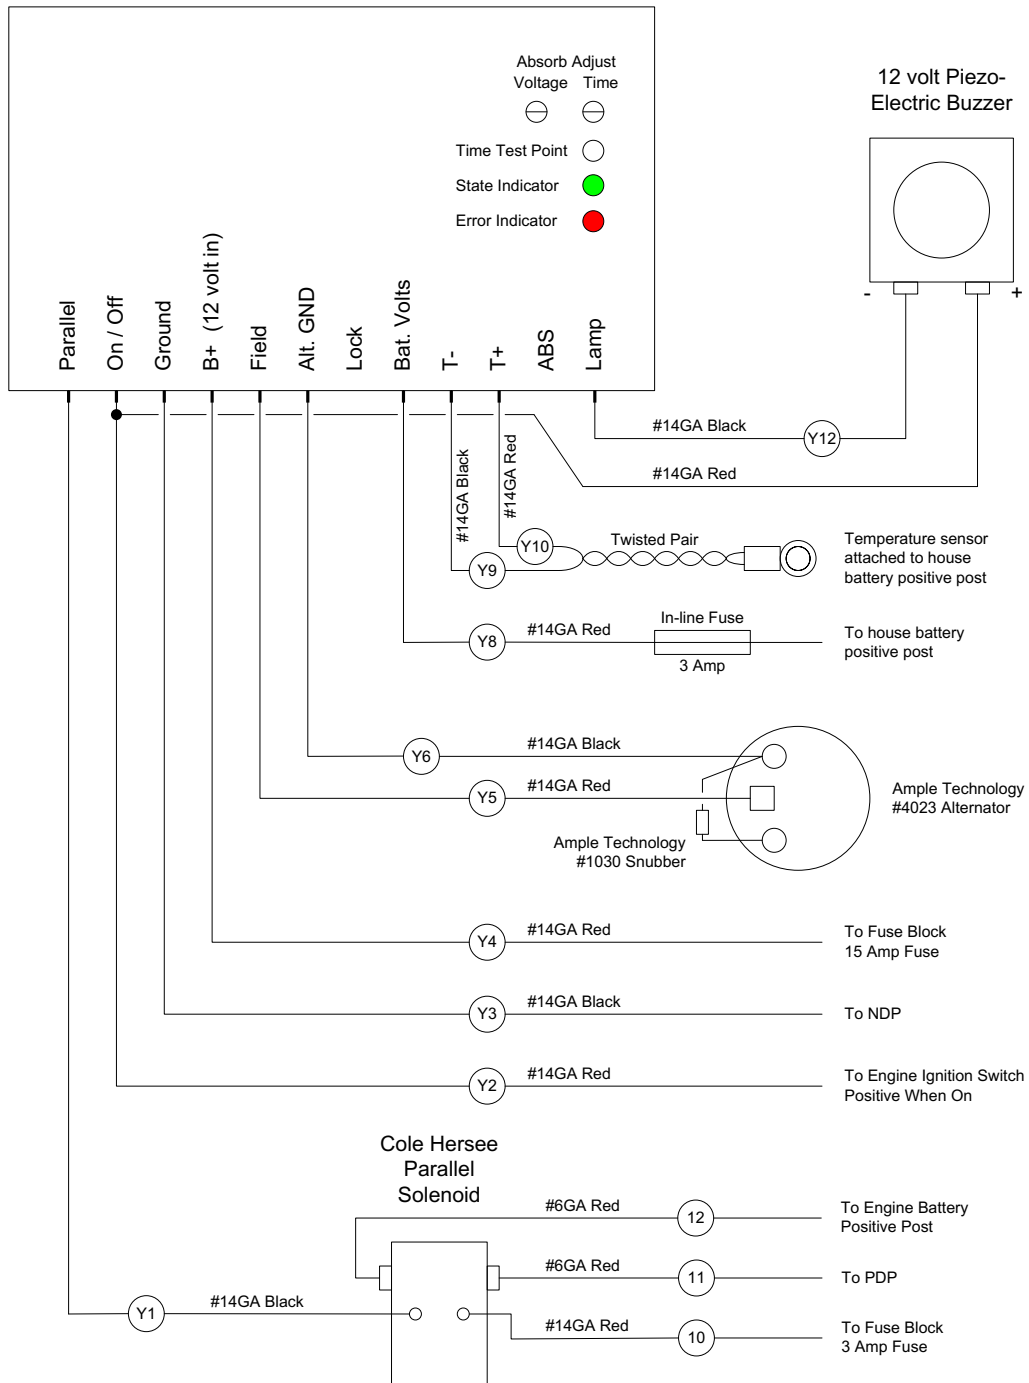 Absorb Adjust
Voltage Time
Time Test Point
State Indicator
Error Indicator
12 volt Piezo-
Electric Buzzer
- +
Parallel
On / Off
Ground
B+ (12 volt in)
Field
Alt. GND
Lock
Bat. Volts
T-
T+
ABS
Lamp
#14GA Black
Y12
#14GA Red
#14GA Black
#14GA Red
Y10
Twisted Pair
Y9
Temperature sensor
attached to house
battery positive post
Y8
#14GA Red
In-line Fuse
3 Amp
To house battery
positive post
Y6
#14GA Black
Y5
#14GA Red
Ample Technology
#4023 Alternator
Ample Technology
#1030 Snubber
Y4
#14GA Red
To Fuse Block
15 Amp Fuse
Y3
#14GA Black
To NDP
Y2
#14GA Red
To Engine Ignition Switch
Positive When On
Cole Hersee
Parallel
Solenoid
#6GA Red
12
To Engine Battery
Positive Post
#6GA Red
11
To PDP
Y1
#14GA Black
#14GA Red
10
To Fuse Block
3 Amp Fuse